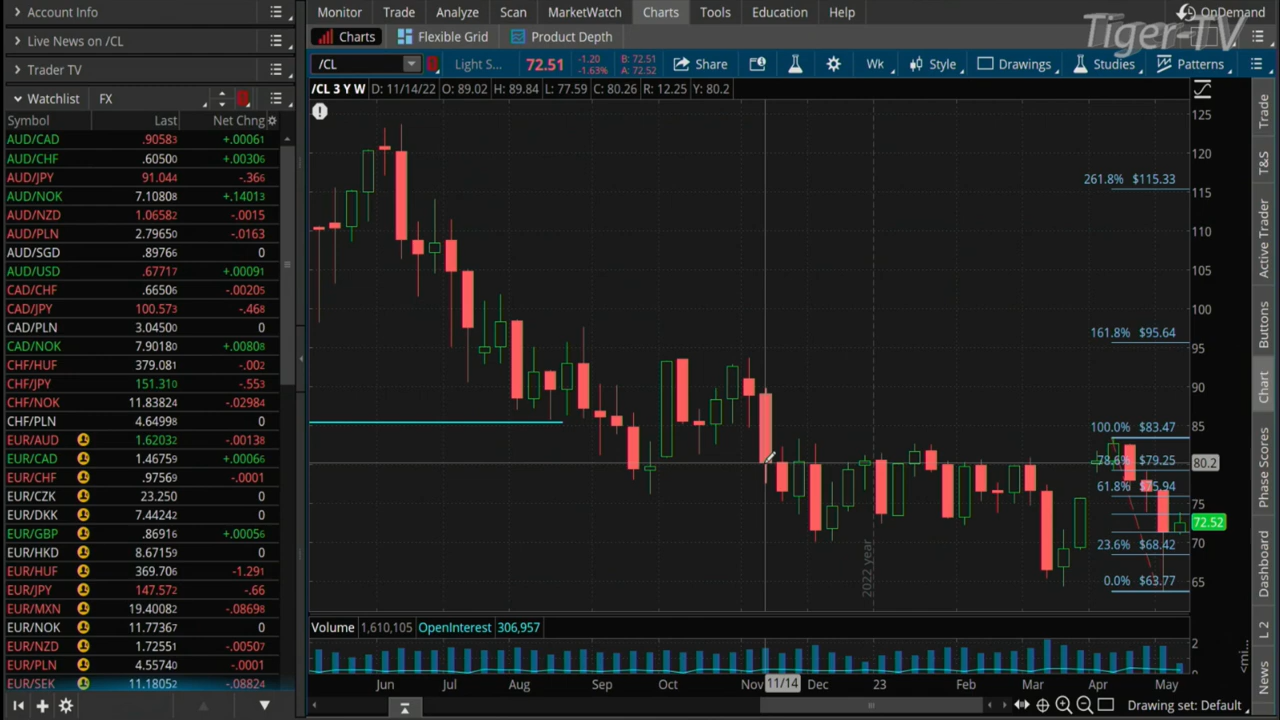 Account Info
Live News on /CL
Trader TV
Watchlist FX
Symbol Last Net Chng
AUD/CAD .90583 +.00061
AUD/CHF .60500 +.00306
AUD/JPY 91.044 -.366
AUD/NOK 7.10808 +.14013
AUD/NZD 1.06582 -.0015
AUD/PLN 2.79650 -.0163
AUD/SGD .89766 0
AUD/USD .67717 +.00091
CAD/CHF .66506 -.00205
CAD/JPY 100.573 -.468
CAD/PLN 3.04500 0
CAD/NOK 7.90180 +.00808
CHF/HUF 379.081 -.002
CHF/JPY 151.310 -.553
CHF/NOK 11.83824 -.02984
CHF/PLN 4.64998 0
EUR/AUD 1.62032 -.00138
EUR/CAD 1.46759 +.00066
EUR/CHF .97569 -.0001
EUR/CZK 23.250 0
EUR/DKK 7.44242 0
EUR/GBP .86916 +.00056
EUR/HKD 8.67159 0
EUR/HUF 369.706 -1.291
EUR/JPY 147.572 -.66
EUR/MXN 19.40082 -.08698
EUR/NOK 11.77367 0
EUR/NZD 1.72551 -.00507
EUR/PLN 4.55740 -.0001
EUR/SEK 11.18052 -.08824
Monitor Trade Analyze Scan MarketWatch Charts Tools Education Help OnDemand
Tiger-TV
Charts Flexible Grid Product Depth
/CL Light S... 72.51 -1.20 -1.63% B: 72.51 A: 72.52 Share Wk Style Drawings Studies Patterns
/CL 3 Y W D: 11/14/22 O: 89.02 H: 89.84 L: 77.59 C: 80.26 R: 12.25 Y: 80.2
125
120
261.8% $115.33
115
110
105
100
161.8% $95.64
95
90
100.0% $83.47
85
78.6% $79.25
80.2
61.8% $75.94
75
72.52
23.6% $68.42
70
0.0% $63.77
65
2022 year
Volume 1,610,105 OpenInterest 306,957
2
1
<mi...
Jun Jul Aug Sep Oct Nov 11/14 Dec 23 Feb Mar Apr May
Drawing set: Default
Trade
T&S
Active Trader
Buttons
Chart
Phase Scores
Dashboard
L 2
News